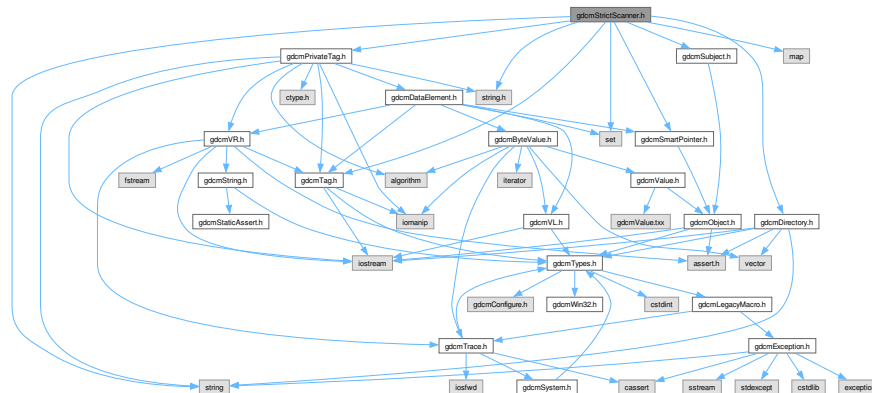 gdcmStrictScanner.h
gdcmPrivateTag.h
gdcmSubject.h
map
ctype.h
gdcmDataElement.h
string.h
gdcmVR.h
gdcmByteValue.h
set
gdcmSmartPointer.h
fstream
gdcmString.h
gdcmTag.h
algorithm
iterator
gdcmValue.h
gdcmStaticAssert.h
iomanip
gdcmVL.h
gdcmValue.txx
gdcmObject.h
gdcmDirectory.h
iostream
gdcmTypes.h
assert.h
vector
gdcmConfigure.h
gdcmWin32.h
cstdint
gdcmLegacyMacro.h
gdcmTrace.h
gdcmException.h
string
iosfwd
gdcmSystem.h
cassert
sstream
stdexcept
cstdlib
exception